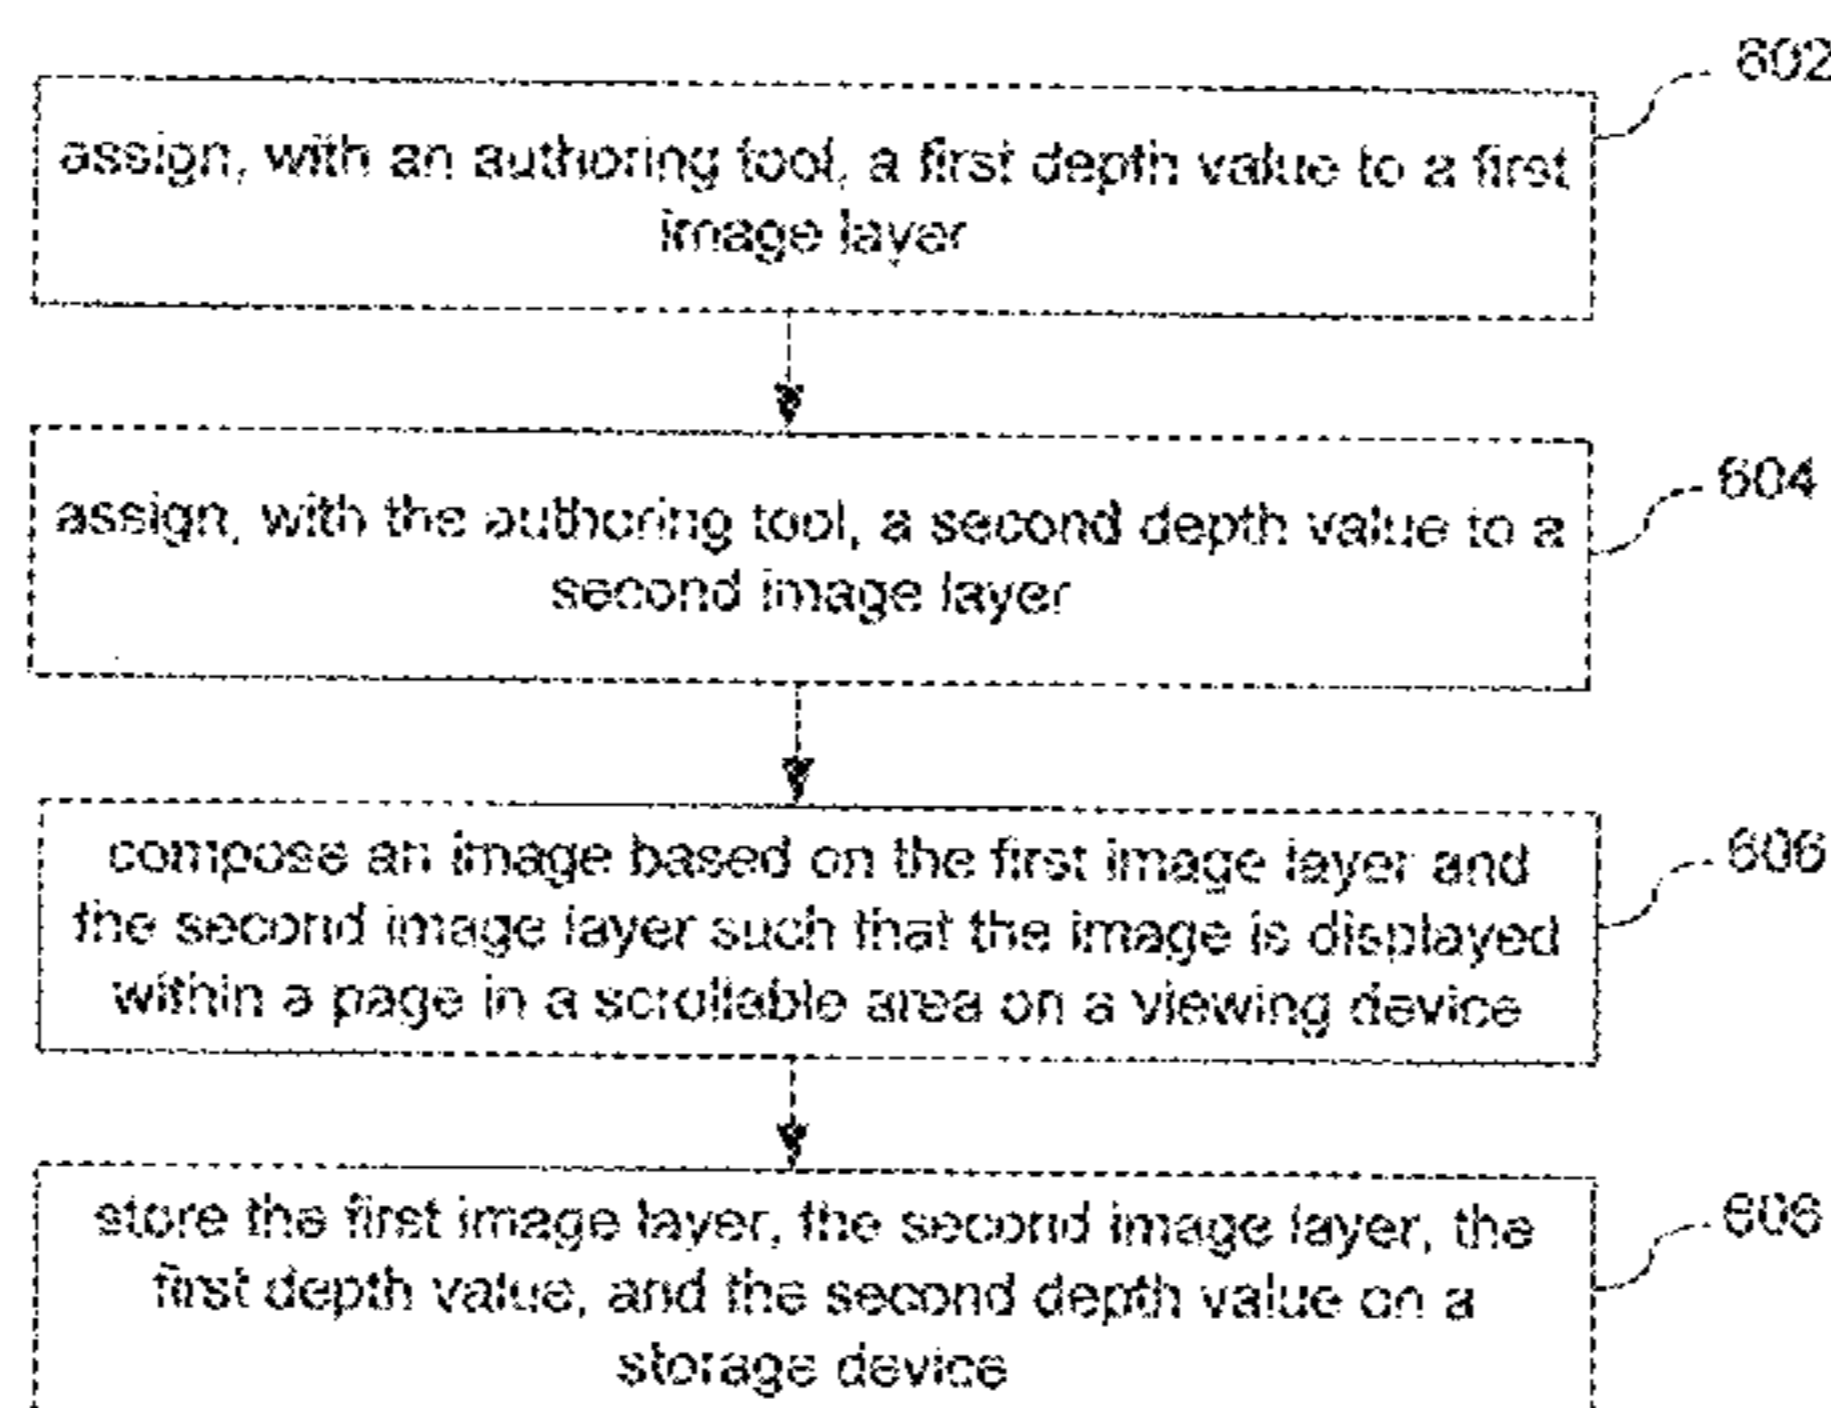 602
assign, with an authoring tool, a first depth value to a first
image layer
604
assign, with the authoring tool, a second depth value to a
second image layer
606
compose an image based on the first image layer and
the second image layer such that the image is displayed
within a page in a scrollable area on a viewing device
606
store the first image layer, the second image layer, the
first depth value, and the second depth value on a
storage device